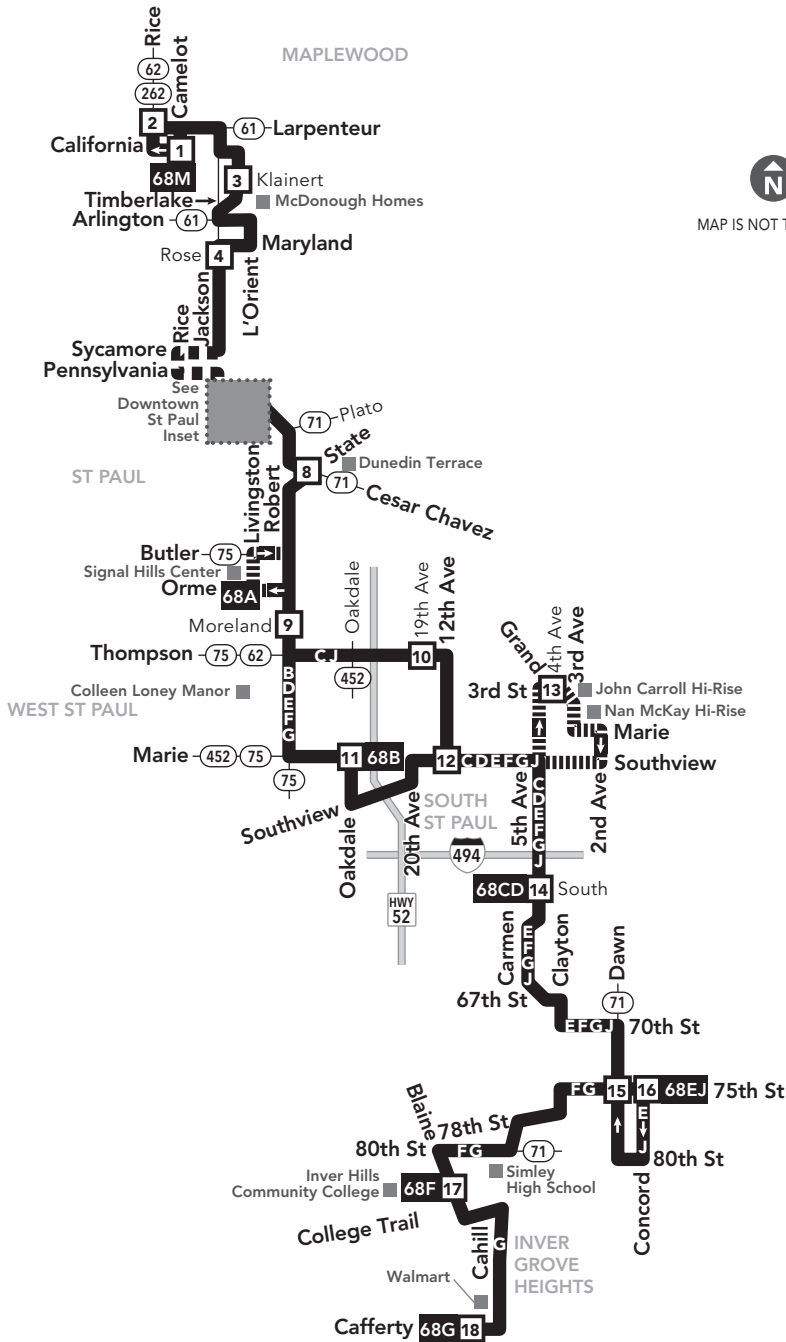 MAPLEWOOD
Rice
62
262
Camelot
2
61
Larpenteur
California
1
68M
3
Klainert
Timberlake
McDonough Homes
Arlington
61
Maryland
Rose
4
N
MAP IS NOT T
Jackson
L'Orient
Rice
Sycamore
Pennsylvania
See
Downtown
St Paul
Inset
71
Plato
State
8
Dunedin Terrace
71
Cesar Chavez
ST PAUL
Livingston
Robert
Butler
75
Signal Hills Center
Orme
68A
Moreland
9
Oakdale
19th Ave
12th Ave
Thompson
75
62
C J
452
10
Colleen Loney Manor
WEST ST PAUL
B
D
E
F
G
Grand
4th Ave
3rd Ave
3rd St
13
John Carroll Hi-Rise
Nan McKay Hi-Rise
Marie
Marie
452
75
11
68B
12
C D E F G J
Southview
75
Southview
Oakdale
20th Ave
SOUTH
ST PAUL
5th Ave
C
D
E
F
G
J
2nd Ave
494
HWY
52
68CD
14
South
Carmen
E
F
G
J
Clayton
67th St
Dawn
71
E F G J
70th St
F G
15
16
68EJ
75th St
Blaine
78th St
80th St
F G
71
E
J
80th St
Concord
Simley
High School
Inver Hills
Community College
68F
17
College Trail
Cahill
G
INVER
GROVE
HEIGHTS
Walmart
Cafferty
68G
18